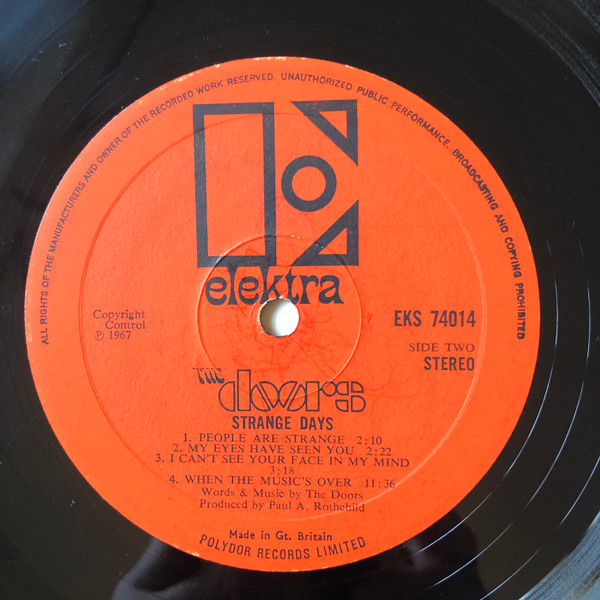 ALL RIGHTS OF THE MANUFACTURERS AND OWNER OF THE RECORDED WORK RESERVED UNAUTHORIZED PUBLIC PERFORMANCE, BROADCASTING AND COPYING PROHIBITED
elektra
Copyright
Control
℗ 1967
EKS 74014
SIDE TWO
STEREO
THE doors
STRANGE DAYS
1. PEOPLE ARE STRANGE 2:10
2. MY EYES HAVE SEEN YOU 2:22
3. I CAN'T SEE YOUR FACE IN MY MIND
3:18
4. WHEN THE MUSIC'S OVER 11:36
Words & Music by The Doors
Produced by Paul A. Rothchild
Made in Gt. Britain
POLYDOR RECORDS LIMITED